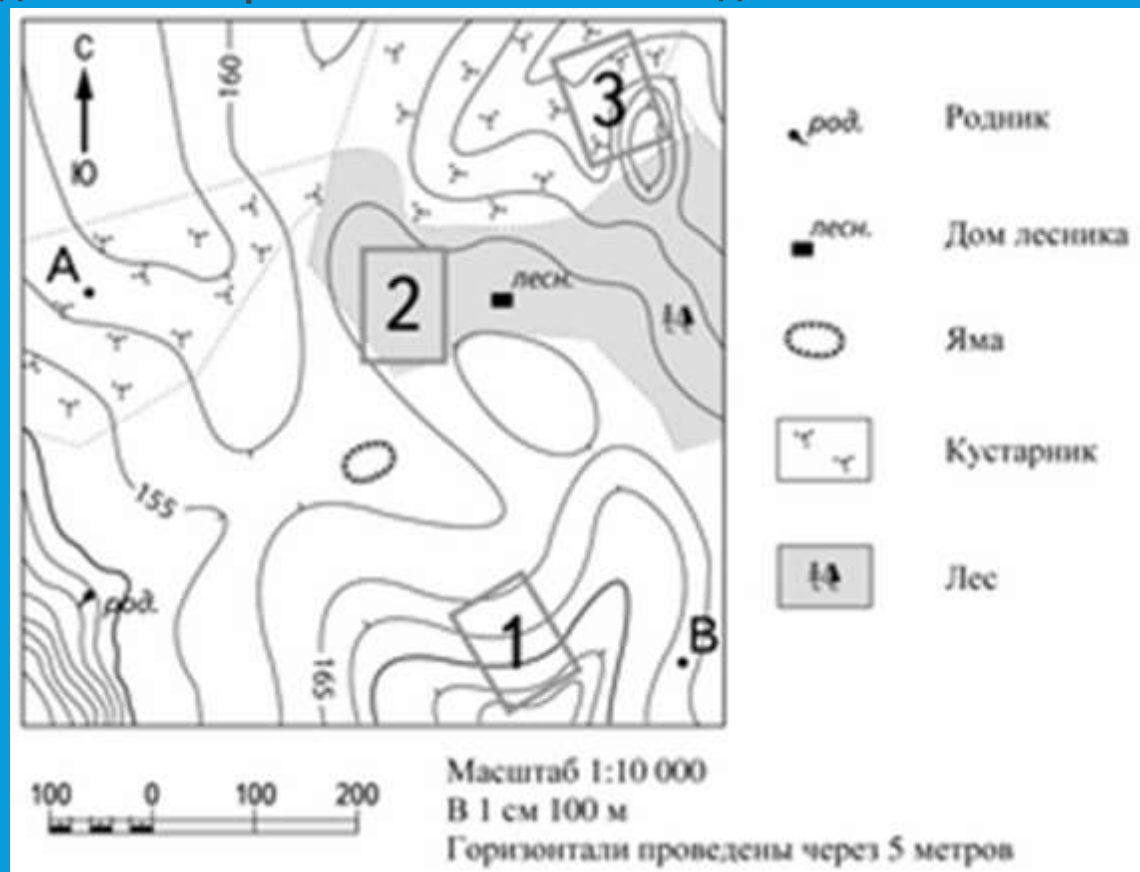 С
Ю
160
3
А
2
лесн.
155
род.
165
1
В
род. Родник
лесн. Дом лесника
Яма
Кустарник
Лес
100 0 100 200
Масштаб 1:10 000
В 1 см 100 м
Горизонтали проведены через 5 метров